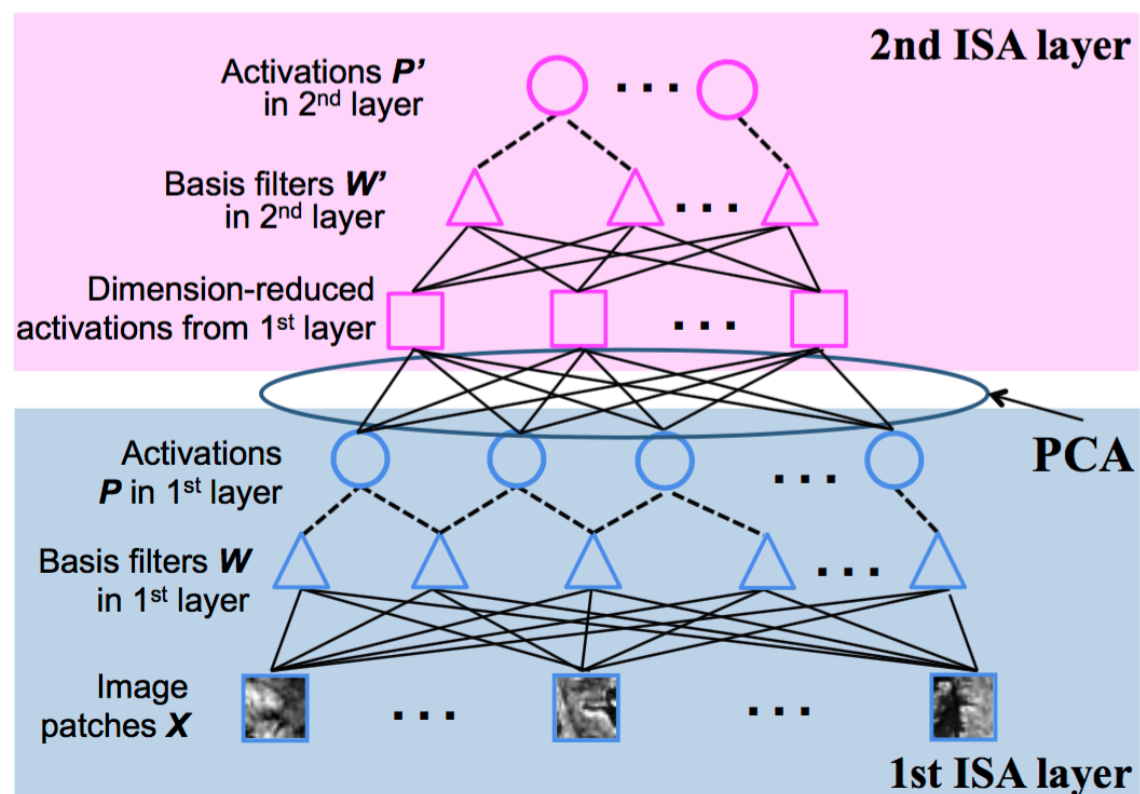 2nd ISA layer
Activations P’
in 2nd layer
Basis filters W’
in 2nd layer
Dimension-reduced
activations from 1st layer
PCA
Activations
P in 1st layer
Basis filters W
in 1st layer
Image
patches X
1st ISA layer